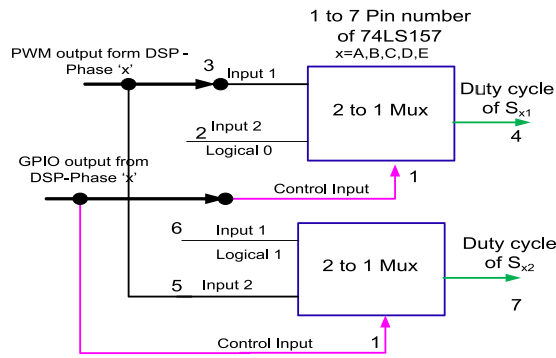 1 to 7 Pin number
of 74LS157
x=A,B,C,D,E
PWM output form DSP -
Phase ‘x’
3
Input 1
2 to 1 Mux
Duty cycle
of Sx1
4
2
Input 2
Logical 0
GPIO output from
DSP-Phase ‘x’
Control Input
1
6
Input 1
Logical 1
2 to 1 Mux
Duty cycle
of Sx2
7
5
Input 2
Control Input
1